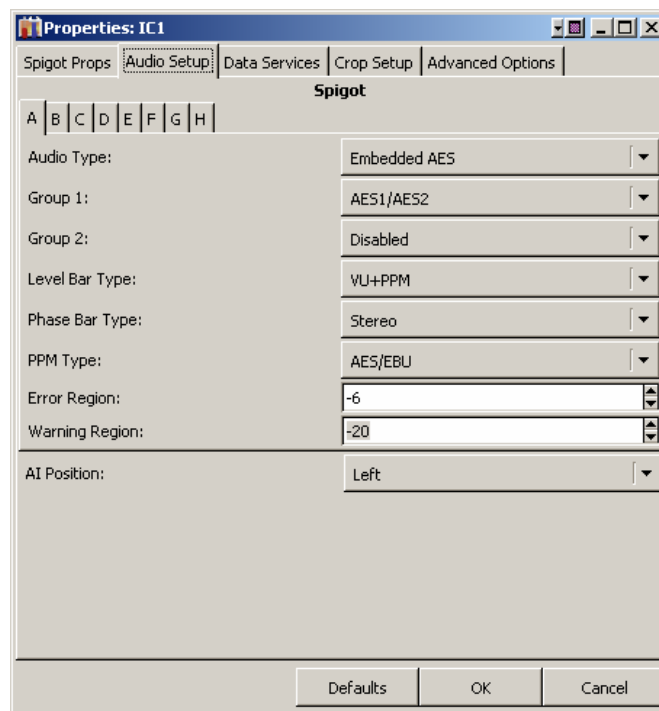 Properties: IC1
Spigot Props Audio Setup Data Services Crop Setup Advanced Options
Spigot
A B C D E F G H
Audio Type: Embedded AES
Group 1: AES1/AES2
Group 2: Disabled
Level Bar Type: VU+PPM
Phase Bar Type: Stereo
PPM Type: AES/EBU
Error Region: -6
Warning Region: -20
AI Position: Left
Defaults OK Cancel